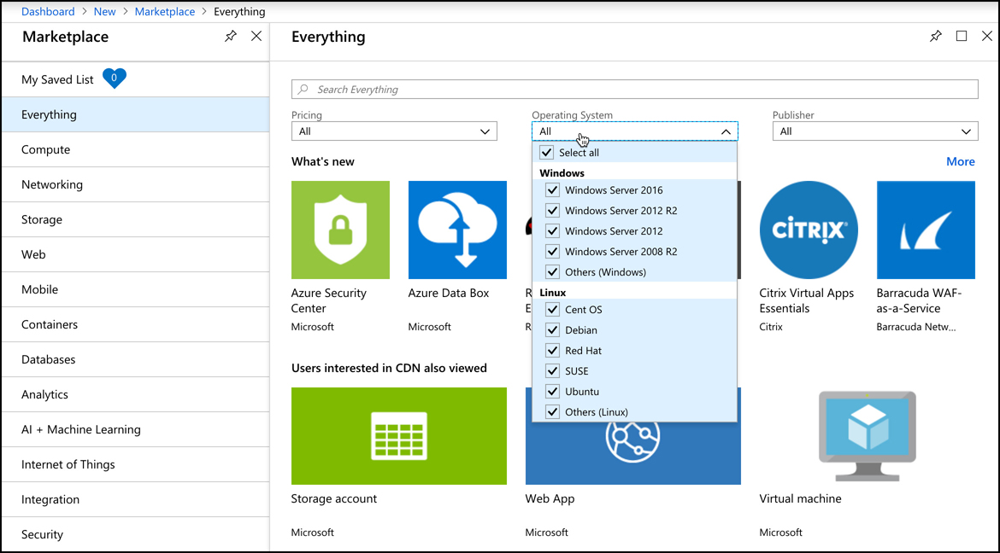 Dashboard > New > Marketplace > Everything
Marketplace
My Saved List 0
Everything
Compute
Networking
Storage
Web
Mobile
Containers
Databases
Analytics
AI + Machine Learning
Internet of Things
Integration
Security
Everything
Search Everything
Pricing
All
Operating System
All
Select all
Windows
Windows Server 2016
Windows Server 2012 R2
Windows Server 2012
Windows Server 2008 R2
Others (Windows)
Linux
Cent OS
Debian
Red Hat
SUSE
Ubuntu
Others (Linux)
Publisher
All
What's new
More
Azure Security
Center
Microsoft
Azure Data Box
Microsoft
CİTRIX
Citrix Virtual Apps
Essentials
Citrix
Barracuda WAF-
as-a-Service
Barracuda Netw...
Users interested in CDN also viewed
Storage account
Microsoft
Web App
Microsoft
Virtual machine
Microsoft